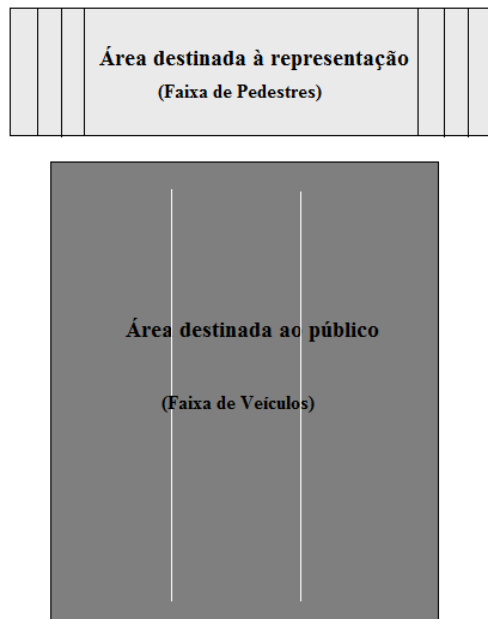 Área destinada à representação
(Faixa de Pedestres)
Área destinada ao público
(Faixa de Veículos)